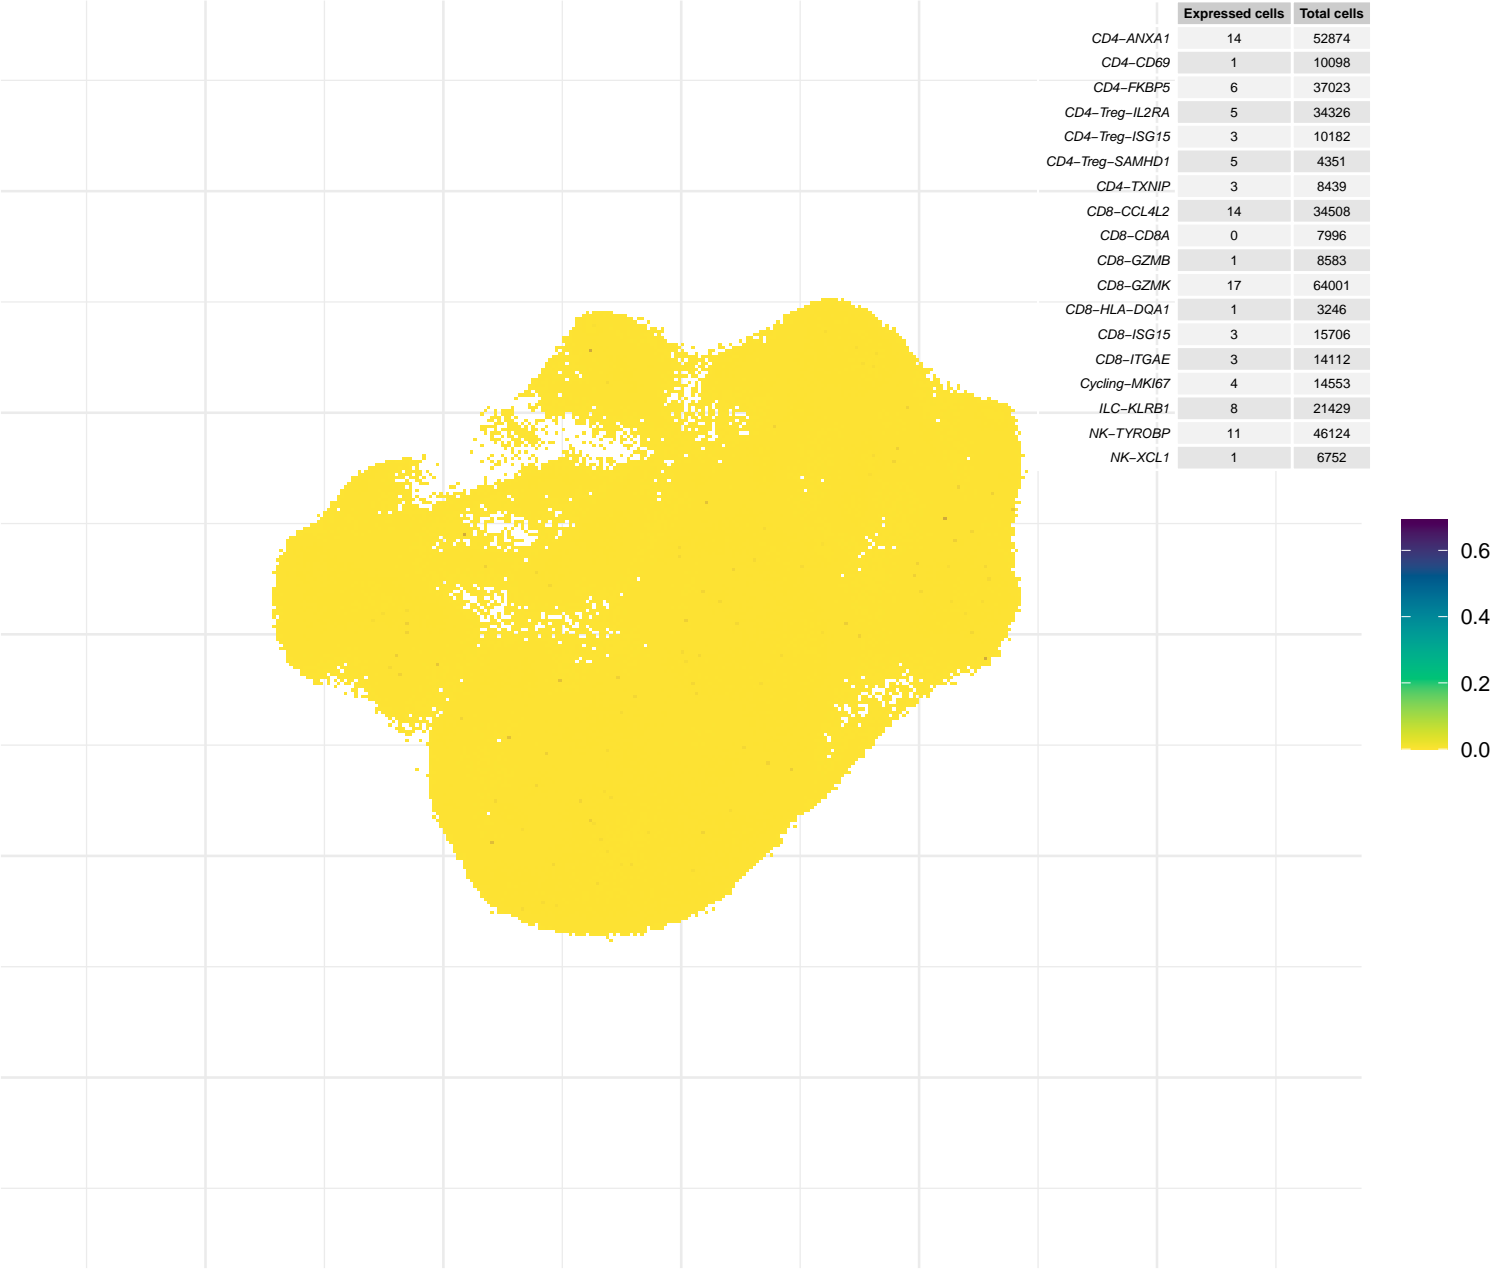 Expressed cells Total cells
CD4−ANXA1 14 52874
CD4−CD69 1 10098
CD4−FKBP5 6 37023
CD4−Treg−IL2RA 5 34326
CD4−Treg−ISG15 3 10182
CD4−Treg−SAMHD1 5 4351
CD4−TXNIP 3 8439
CD8−CCL4L2 14 34508
CD8−CD8A 0 7996
CD8−GZMB 1 8583
CD8−GZMK 17 64001
CD8−HLA−DQA1 1 3246
CD8−ISG15 3 15706
CD8−ITGAE 3 14112
Cycling−MKI67 4 14553
ILC−KLRB1 8 21429
NK−TYROBP 11 46124
NK−XCL1 1 6752
0.6
0.4
0.2
0.0